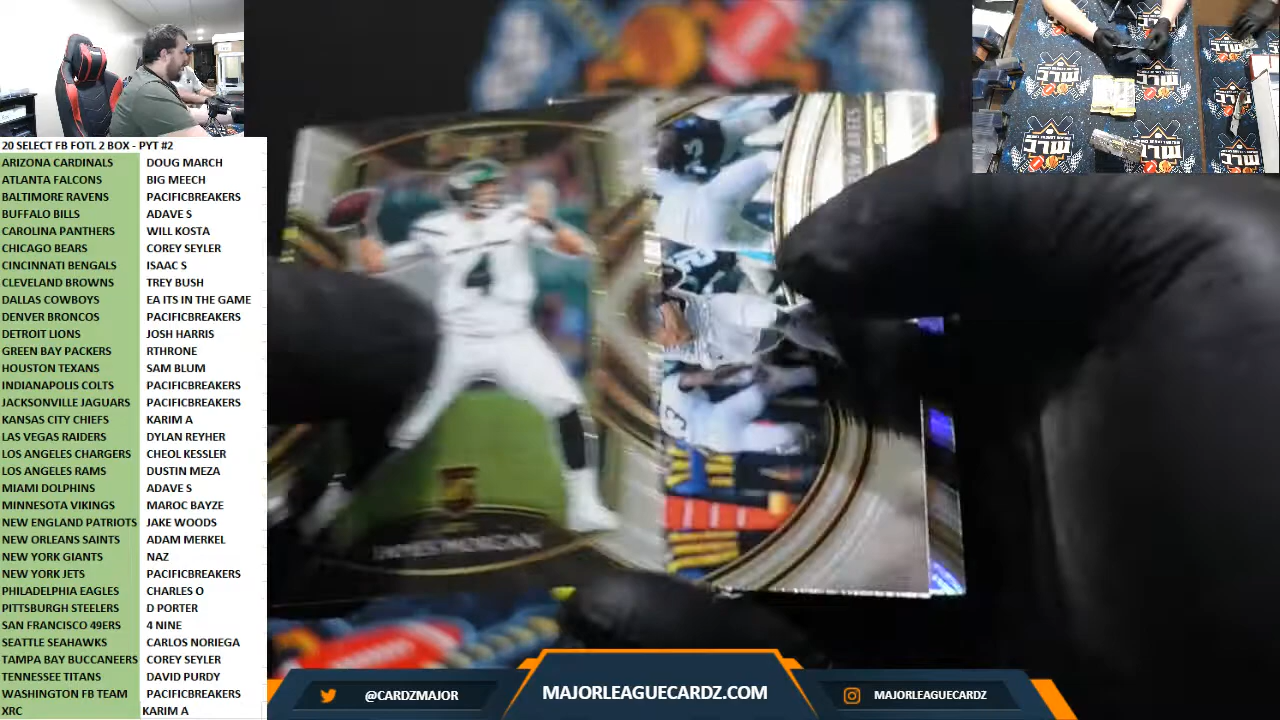 20 SELECT FB FOTL 2 BOX - PYT #2
ARIZONA CARDINALS DOUG MARCH
ATLANTA FALCONS BIG MEECH
BALTIMORE RAVENS PACIFICBREAKERS
BUFFALO BILLS ADAVE S
CAROLINA PANTHERS WILL KOSTA
CHICAGO BEARS COREY SEYLER
CINCINNATI BENGALS ISAAC S
CLEVELAND BROWNS TREY BUSH
DALLAS COWBOYS EA ITS IN THE GAME
DENVER BRONCOS PACIFICBREAKERS
DETROIT LIONS JOSH HARRIS
GREEN BAY PACKERS RTHRONE
HOUSTON TEXANS SAM BLUM
INDIANAPOLIS COLTS PACIFICBREAKERS
JACKSONVILLE JAGUARS PACIFICBREAKERS
KANSAS CITY CHIEFS KARIM A
LAS VEGAS RAIDERS DYLAN REYHER
LOS ANGELES CHARGERS CHEOL KESSLER
LOS ANGELES RAMS DUSTIN MEZA
MIAMI DOLPHINS ADAVE S
MINNESOTA VIKINGS MAROC BAYZE
NEW ENGLAND PATRIOTS JAKE WOODS
NEW ORLEANS SAINTS ADAM MERKEL
NEW YORK GIANTS NAZ
NEW YORK JETS PACIFICBREAKERS
PHILADELPHIA EAGLES CHARLES O
PITTSBURGH STEELERS D PORTER
SAN FRANCISCO 49ERS 4 NINE
SEATTLE SEAHAWKS CARLOS NORIEGA
TAMPA BAY BUCCANEERS COREY SEYLER
TENNESSEE TITANS DAVID PURDY
WASHINGTON FB TEAM PACIFICBREAKERS
XRC KARIM A
4
JAMES MORGAN
@CARDZMAJOR
MAJORLEAGUECARDZ.COM
MAJORLEAGUECARDZ